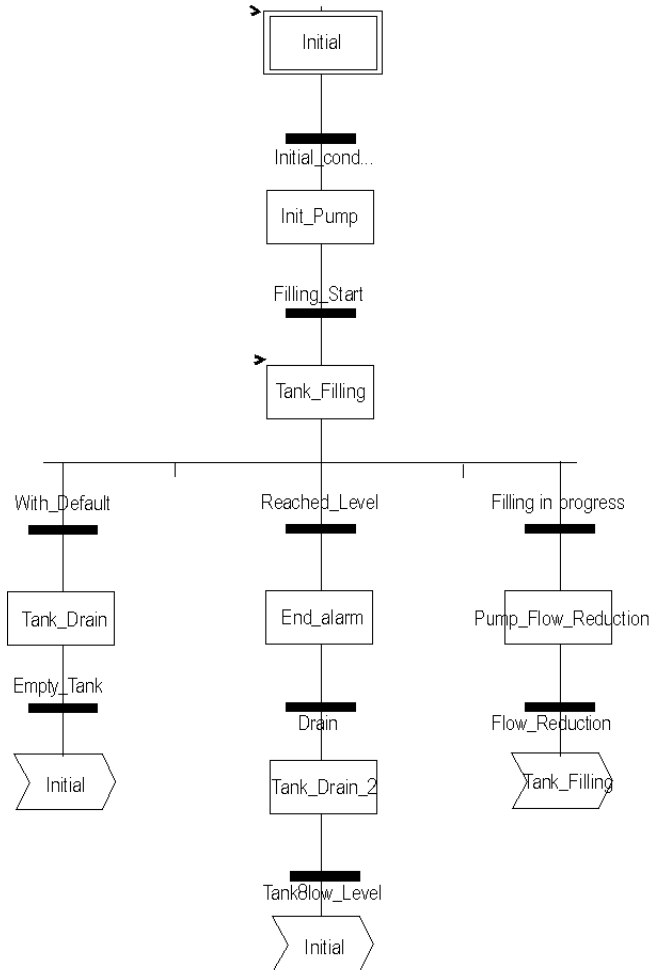 Initial
Initial_cond...
Init_Pump
Filling_Start
Tank_Filling
With_Default
Reached_Level
Filling in progress
Tank_Drain
End_alarm
Pump_Flow_Reduction
Empty_Tank
Drain
Flow_Reduction
Initial
Tank_Drain_2
Tank_Filling
Tank8low_Level
Initial